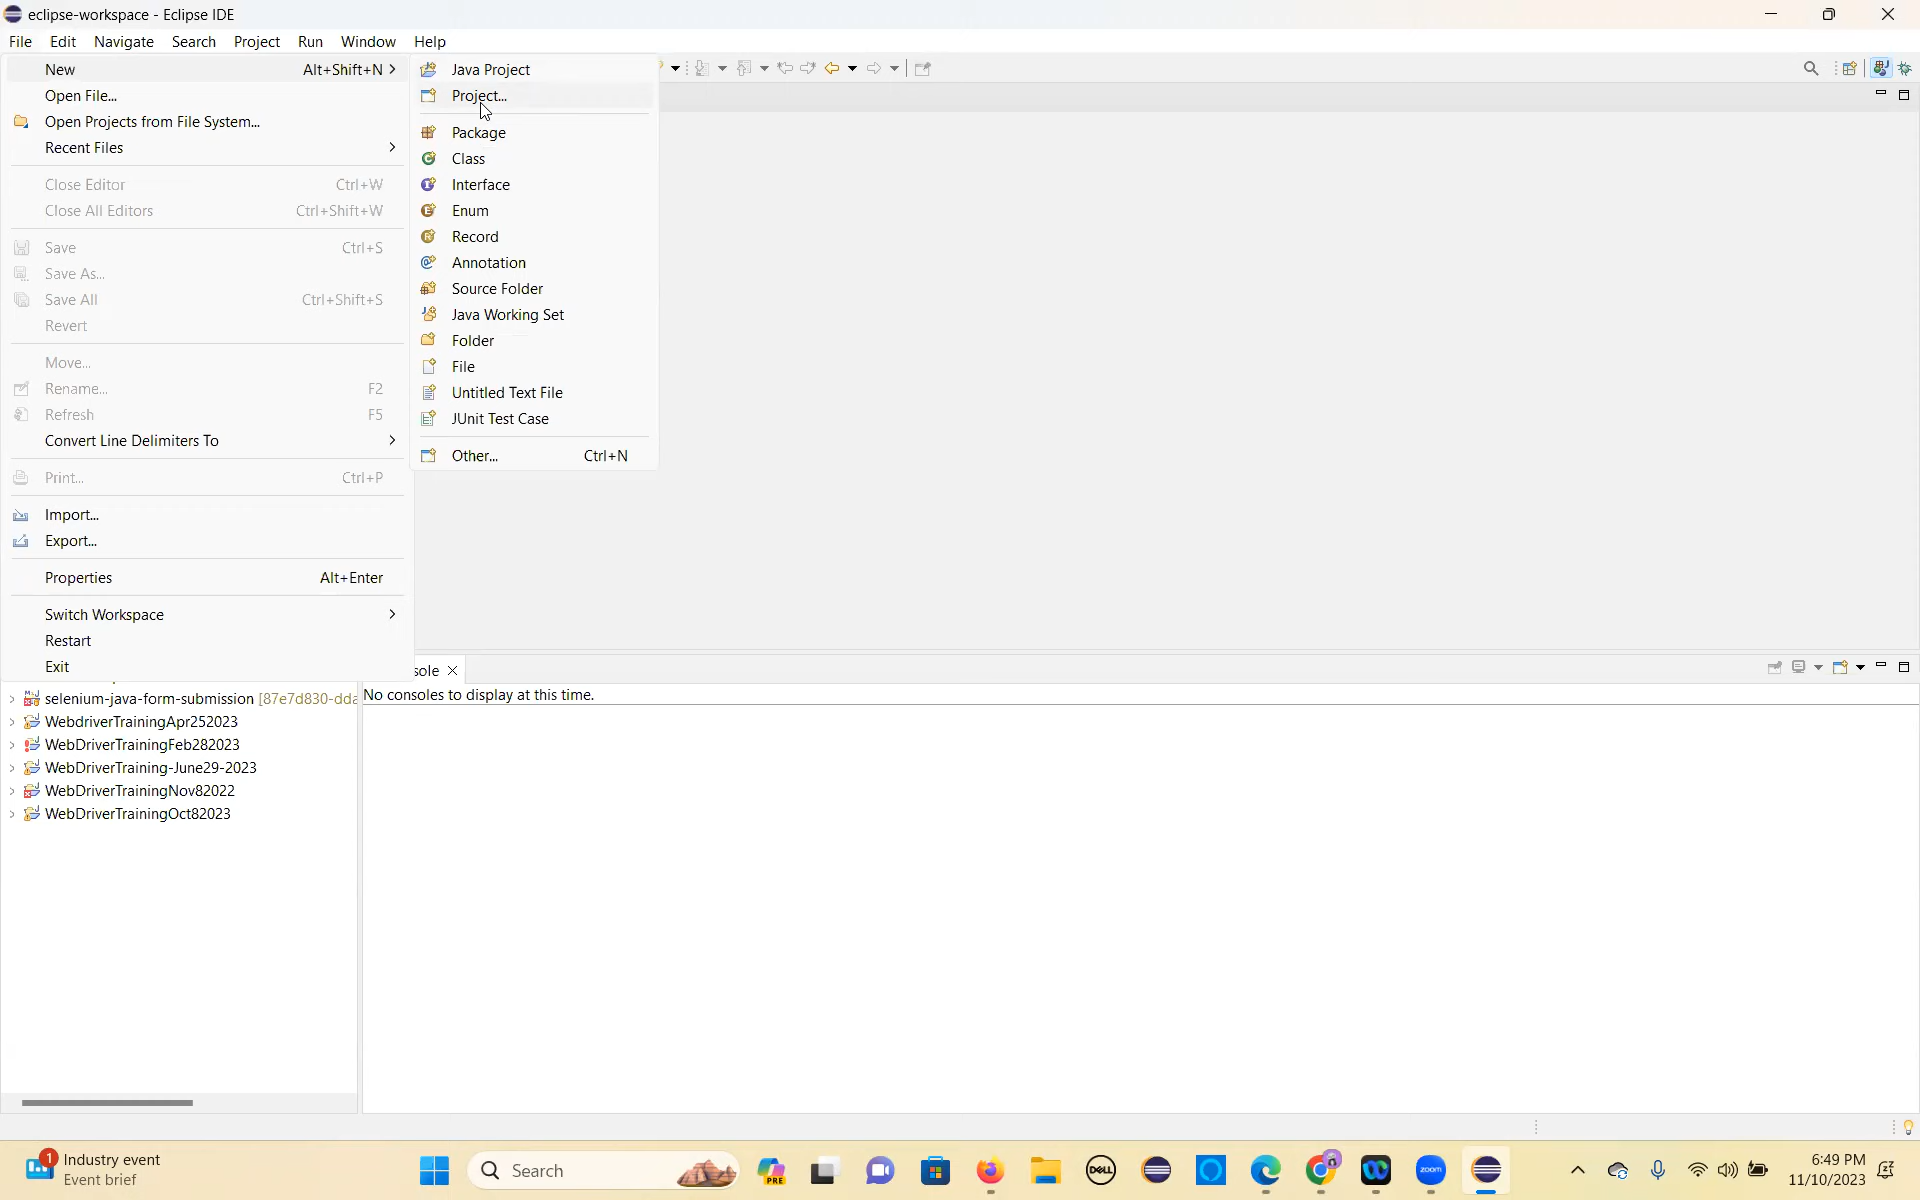 eclipse-workspace - Eclipse IDE
File Edit Navigate Search Project Run Window Help
New Alt+Shift+N
Open File...
Open Projects from File System...
Recent Files
Close Editor Ctrl+W
Close All Editors Ctrl+Shift+W
Save Ctrl+S
Save As...
Save All Ctrl+Shift+S
Revert
Move...
Rename... F2
Refresh F5
Convert Line Delimiters To
Print... Ctrl+P
Import...
Export...
Properties Alt+Enter
Switch Workspace
Restart
Exit
Java Project
Project...
Package
Class
Interface
Enum
Record
Annotation
Source Folder
Java Working Set
Folder
File
Untitled Text File
JUnit Test Case
Other... Ctrl+N
selenium-java-form-submission [87e7d830-dda
WebdriverTrainingApr252023
WebDriverTrainingFeb282023
WebDriverTraining-June29-2023
WebDriverTrainingNov82022
WebDriverTrainingOct82023
sole
No consoles to display at this time.
1
Industry event
Event brief
Search
PRE
DELL
zoom
6:49 PM
11/10/2023